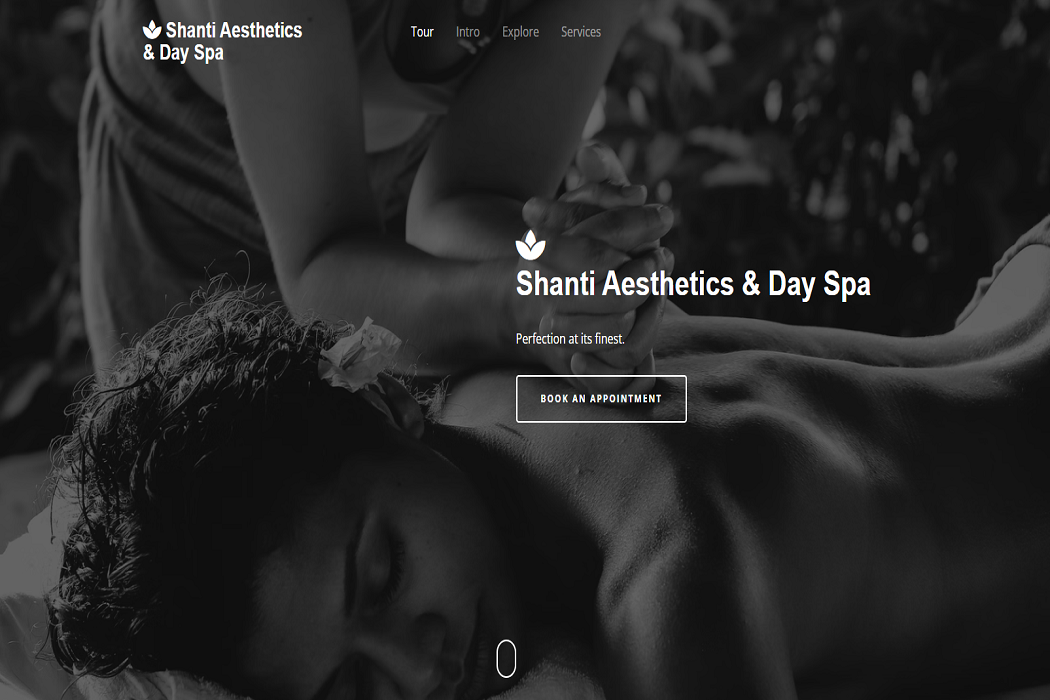 Shanti Aesthetics
& Day Spa
Tour Intro Explore Services
Shanti Aesthetics & Day Spa
Perfection at its finest.
BOOK AN APPOINTMENT